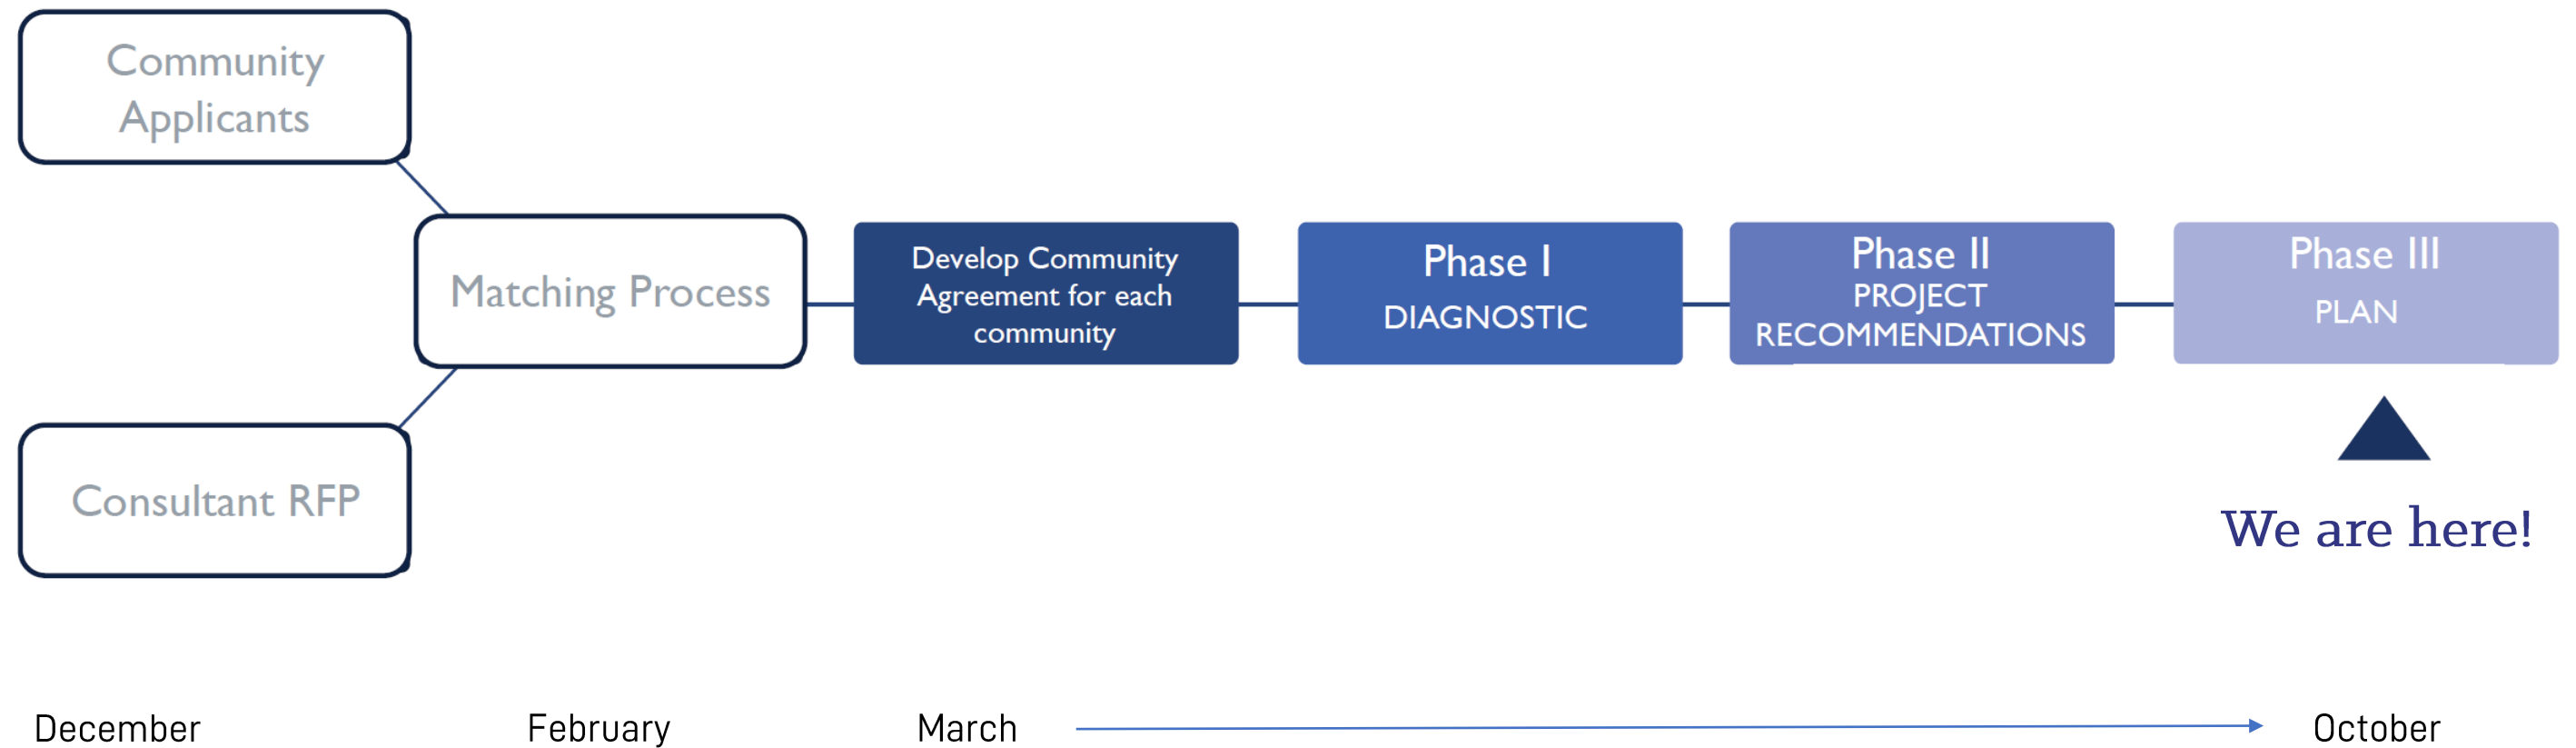 Community
Applicants
Consultant RFP
Matching Process
Develop Community
Agreement for each
community
Phase I
DIAGNOSTIC
Phase II
PROJECT
RECOMMENDATIONS
Phase III
PLAN
We are here!
December
February
March
October